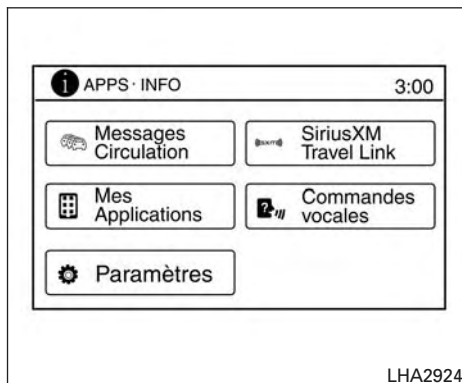 i APPS · INFO 3:00
Messages
Circulation
SiriusXM
Travel Link
Mes
Applications
Commandes
vocales
Paramètres
LHA2924